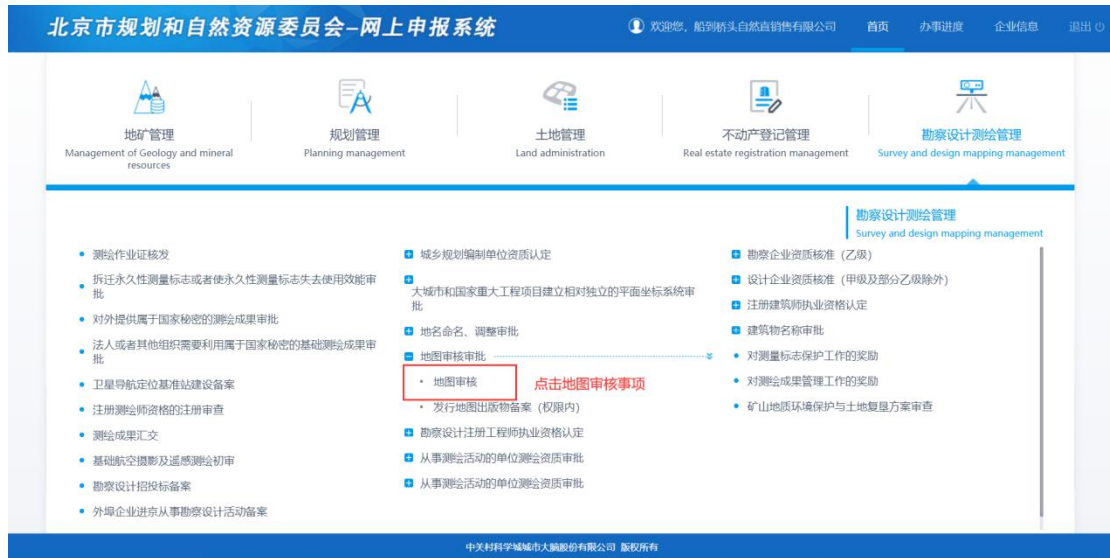 北京市规划和自然资源委员会-网上申报系统
欢迎您，船到桥头自然直销售有限公司
首页
办事进度
企业信息
退出
地矿管理
Management of Geology and mineral
resources
规划管理
Planning management
土地管理
Land administration
不动产登记管理
Real estate registration management
勘察设计测绘管理
Survey and design mapping management
勘察设计测绘管理
Survey and design mapping management
测绘作业证核发
拆迁永久性测量标志或者使永久性测量标志失去使用效能审
批
对外提供属于国家秘密的测绘成果审批
法人或者其他组织需要利用属于国家秘密的基础测绘成果审
批
卫星导航定位基准站建设备案
注册测绘师资格的注册审查
测绘成果汇交
基础航空摄影及遥感测绘初审
勘察设计招投标备案
外埠企业进京从事勘察设计活动备案
城乡规划编制单位资质认定
大城市和国家重大工程项目建立相对独立的平面坐标系统审
批
地名命名、调整审批
地图审核审批
地图审核
点击地图审核事项
发行地图出版物备案（权限内）
勘察设计注册工程师执业资格认定
从事测绘活动的单位测绘资质审批
从事测绘活动的单位测绘资质审批
勘察企业资质核准（乙级）
设计企业资质核准（甲级及部分乙级除外）
注册建筑师执业资格认定
建筑物名称审批
对测量标志保护工作的奖励
对测绘成果管理工作的奖励
矿山地质环境保护与土地复垦方案审查
中关村科学城城市大脑股份有限公司 版权所有